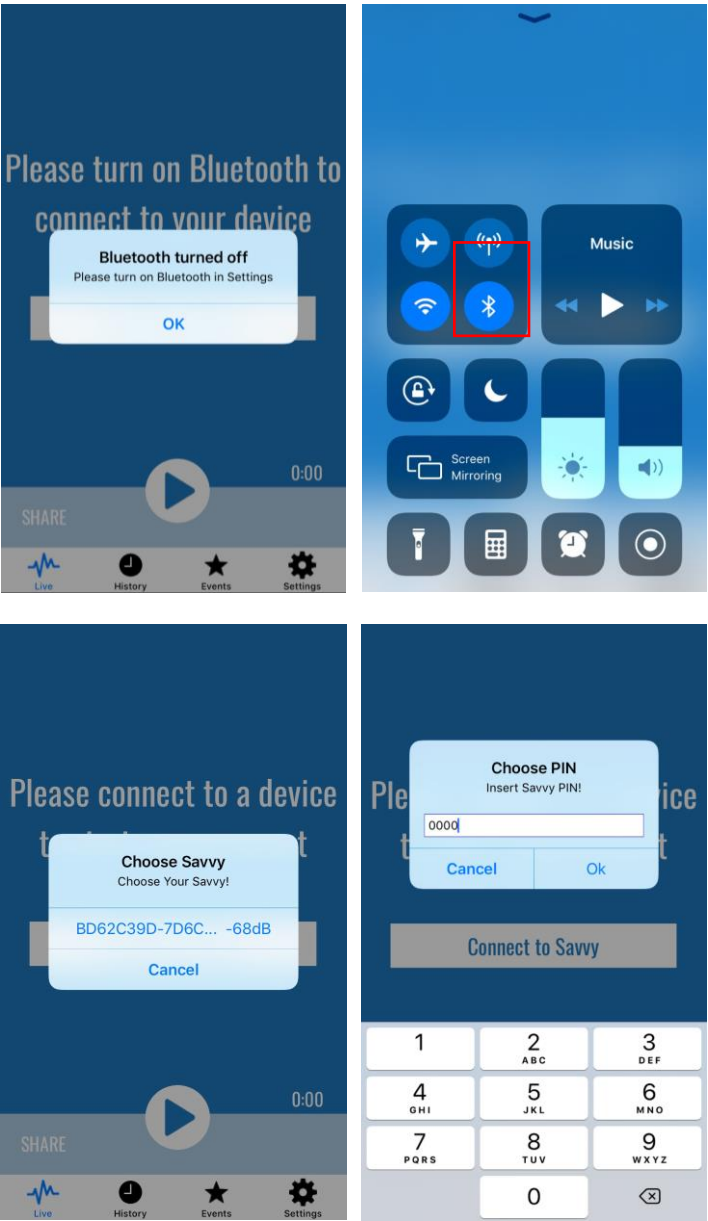 Please turn on Bluetooth to
connect to your device
Bluetooth turned off
Please turn on Bluetooth in Settings
OK
0:00
SHARE
Live
History
Events
Settings
Music
Screen
Mirroring
Please connect to a device
Choose Savvy
Choose Your Savvy!
BD62C39D-7D6C... -68dB
Cancel
0:00
SHARE
Live
History
Events
Settings
Choose PIN
Insert Savvy PIN!
0000
Cancel
Ok
Connect to Savvy
1
2
ABC
3
DEF
4
GHI
5
JKL
6
MNO
7
PQRS
8
TUV
9
WXYZ
0